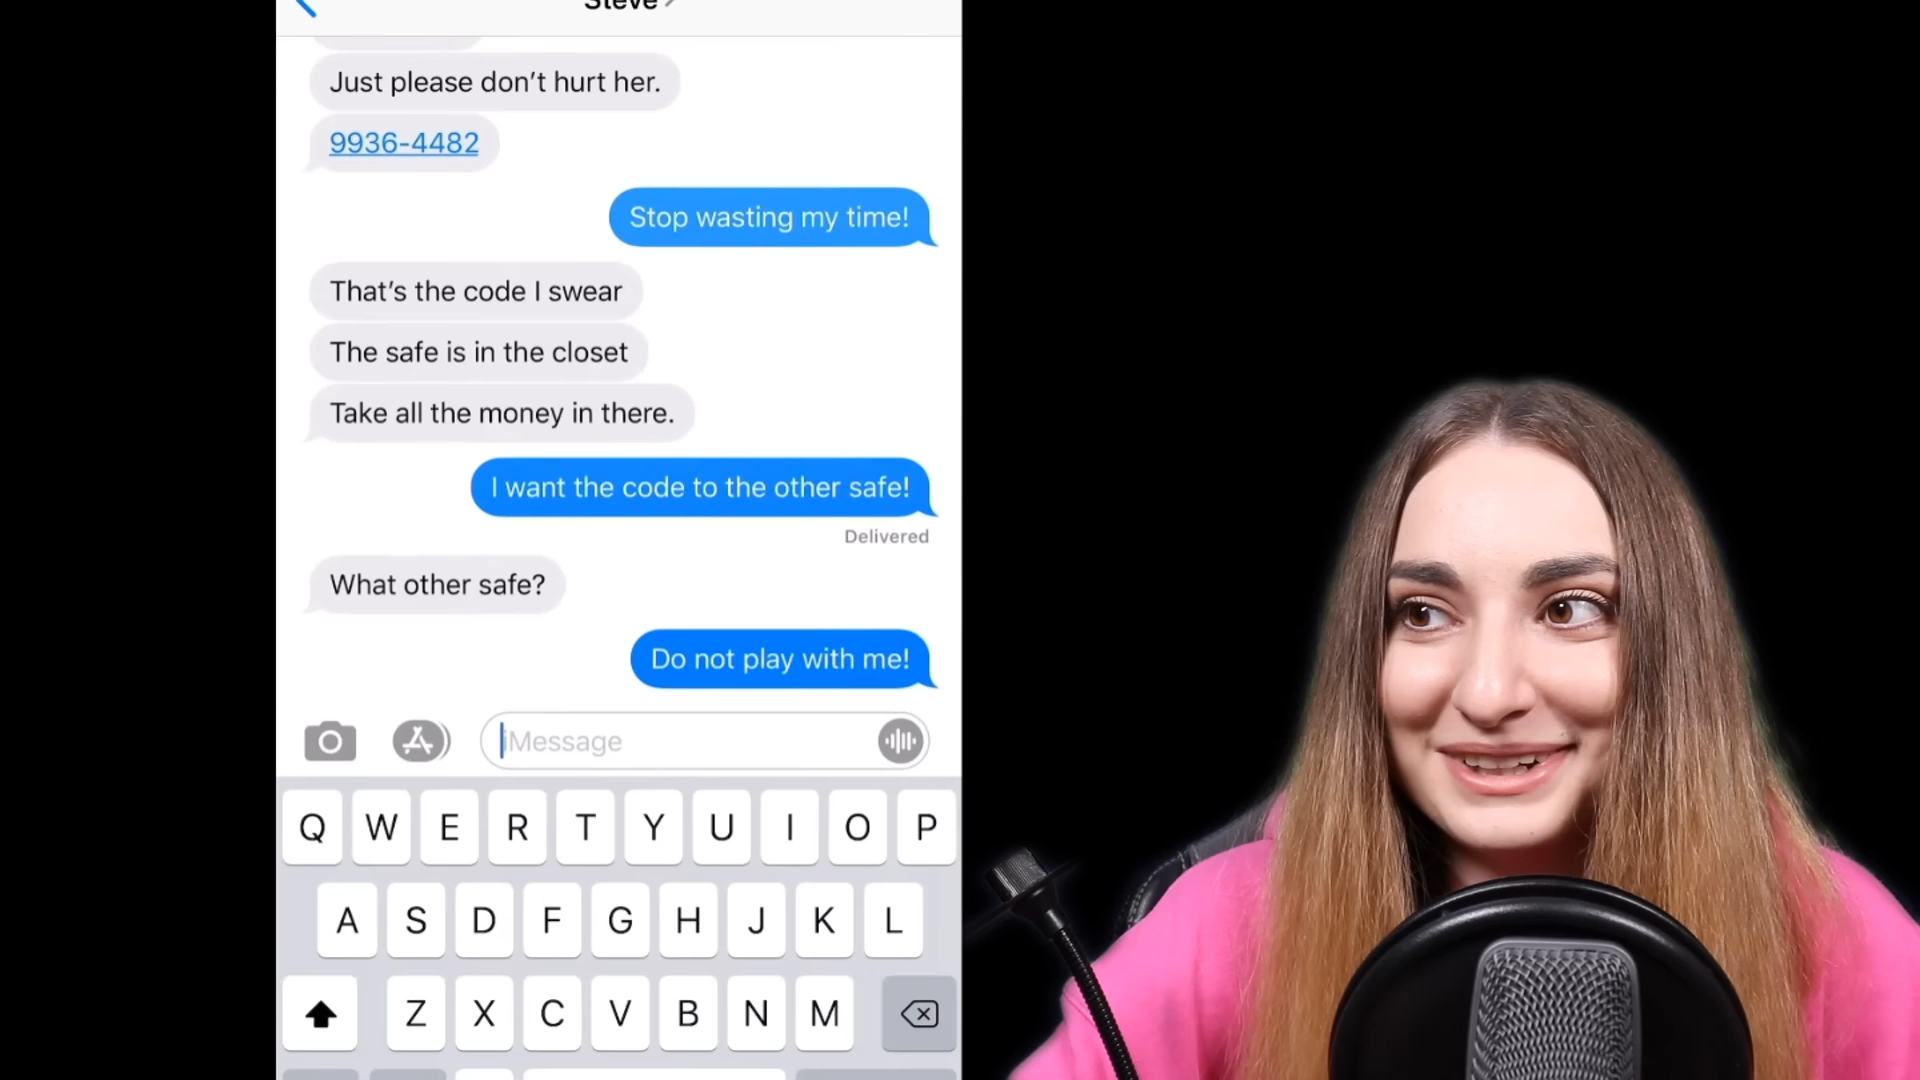 Steve
Just please don’t hurt her.
9936-4482
Stop wasting my time!
That’s the code I swear
The safe is in the closet
Take all the money in there.
I want the code to the other safe!
Delivered
What other safe?
Do not play with me!
iMessage
Q W E R T Y U I O P
A S D F G H J K L
Z X C V B N M